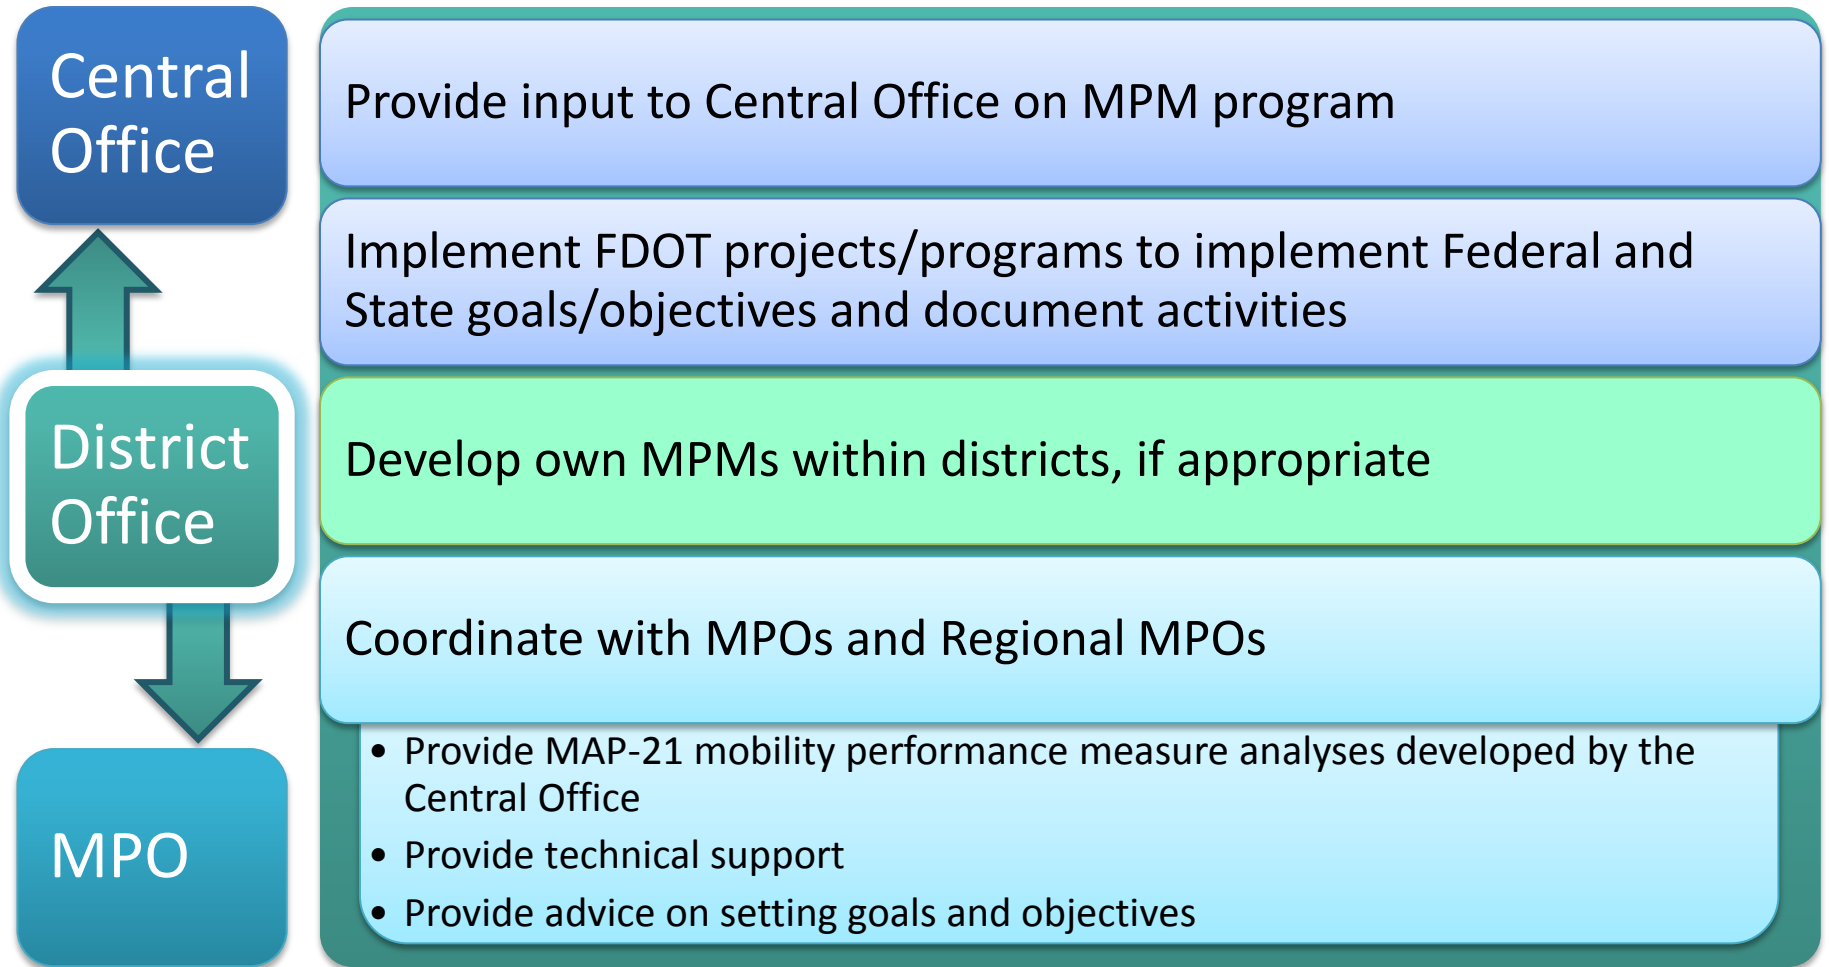 Central
Office
District
Office
MPO
Provide input to Central Office on MPM program
Implement FDOT projects/programs to implement Federal and
State goals/objectives and document activities
Develop own MPMs within districts, if appropriate
Coordinate with MPOs and Regional MPOs
• Provide MAP-21 mobility performance measure analyses developed by the
Central Office
• Provide technical support
• Provide advice on setting goals and objectives